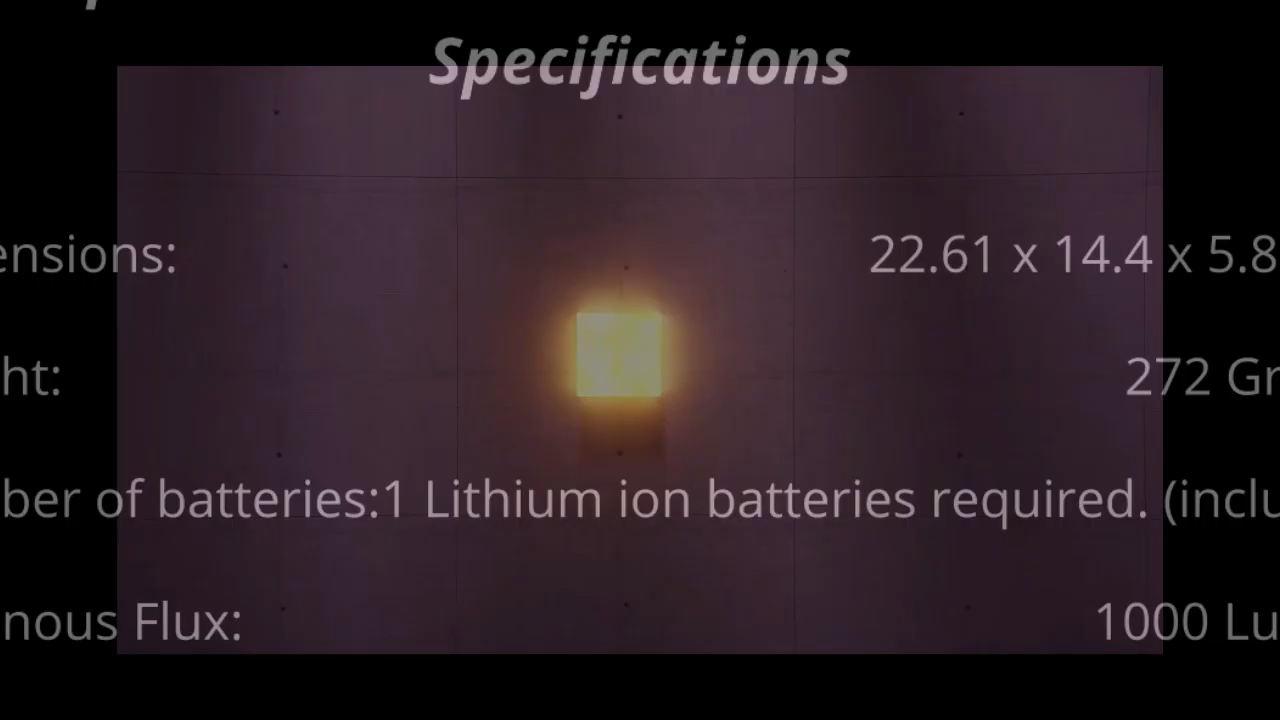 Specifications
ensions: 22.61 x 14.4 x 5.8
ht: 272 Gr
ber of batteries:1 Lithium ion batteries required. (inclu
nous Flux: 1000 Lu